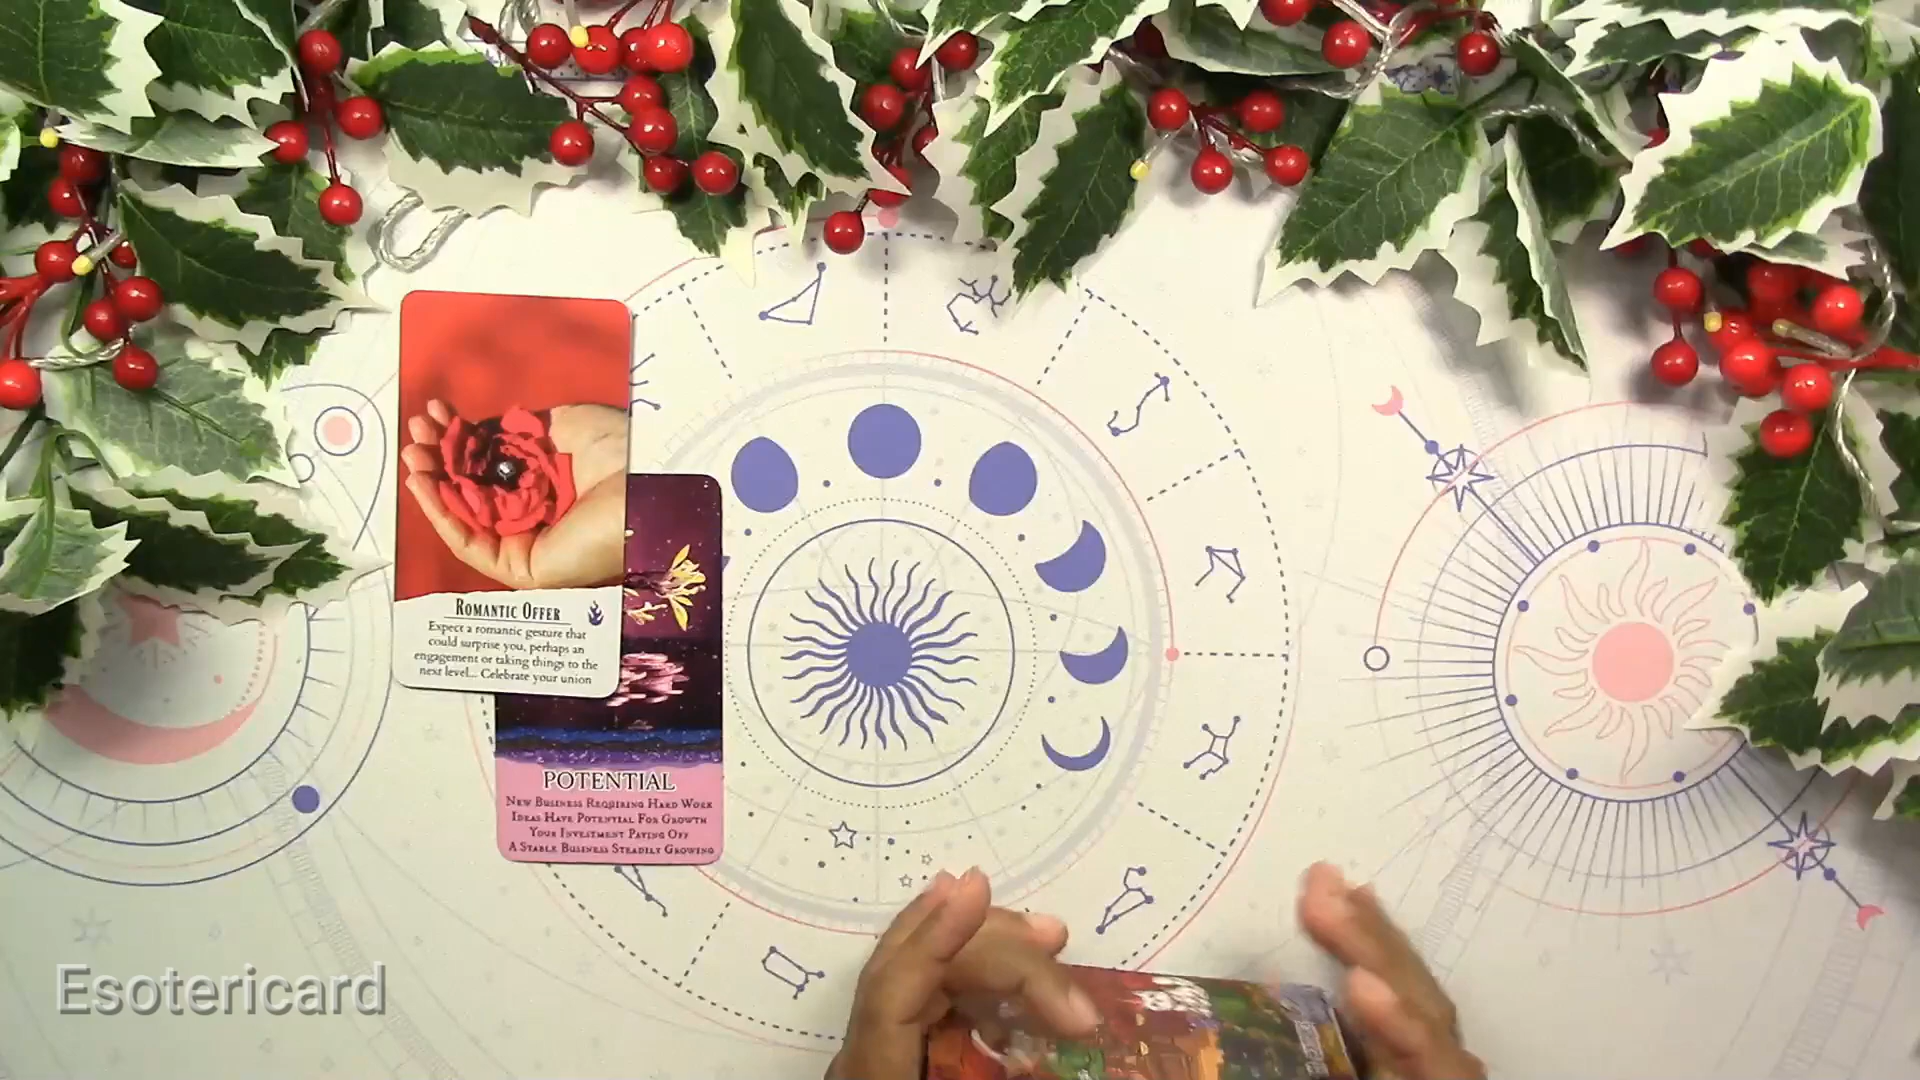 Romantic Offer
Expect a romantic gesture that
could surprise you, perhaps an
engagement or taking things to the
next level... Celebrate your union
POTENTIAL
New Business Requiring Hard Work
Ideas Have Potential For Growth
Your Investment Paying Off
A Stable Business Steadily Growing
Esotericard